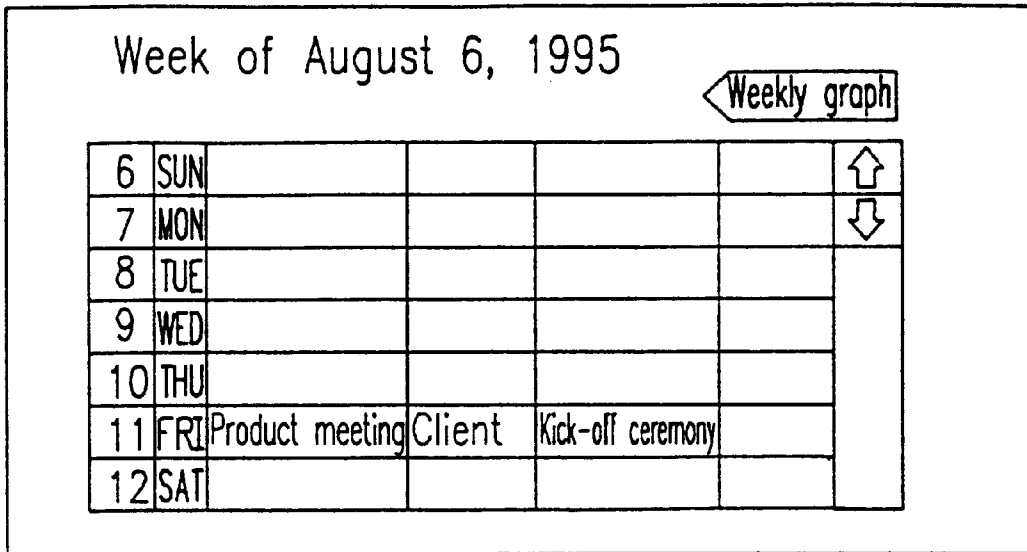 Week of August 6, 1995
Weekly graph
6 SUN
7 MON
8 TUE
9 WED
10 THU
11 FRI Product meeting Client Kick-off ceremony
12 SAT